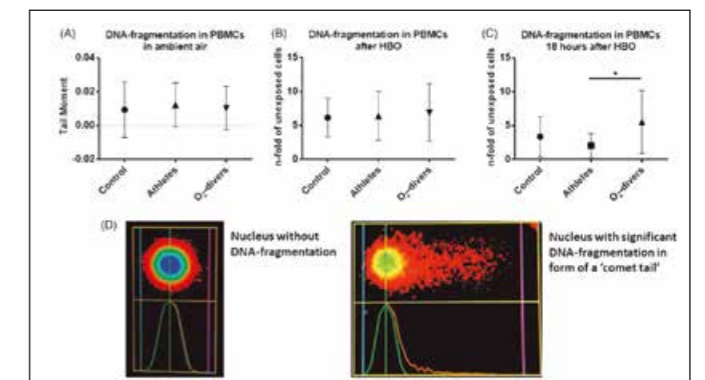 (A) DNA-fragmentation in PBMCs
in ambient air
Tail Moment
0.04
0.02
0.00
-0.02
Control
Athletes
O₂-divers
(B) DNA-fragmentation in PBMCs
after HBO
n-fold of unexposed cells
15
10
5
0
Control
Athletes
O₂-divers
(C) DNA-fragmentation in PBMCs
18 hours after HBO
n-fold of unexposed cells
15
10
5
0
*
Control
Athletes
O₂-divers
(D)
Nucleus without
DNA-fragmentation
Nucleus with significant
DNA-fragmentation in
form of a 'comet tail'